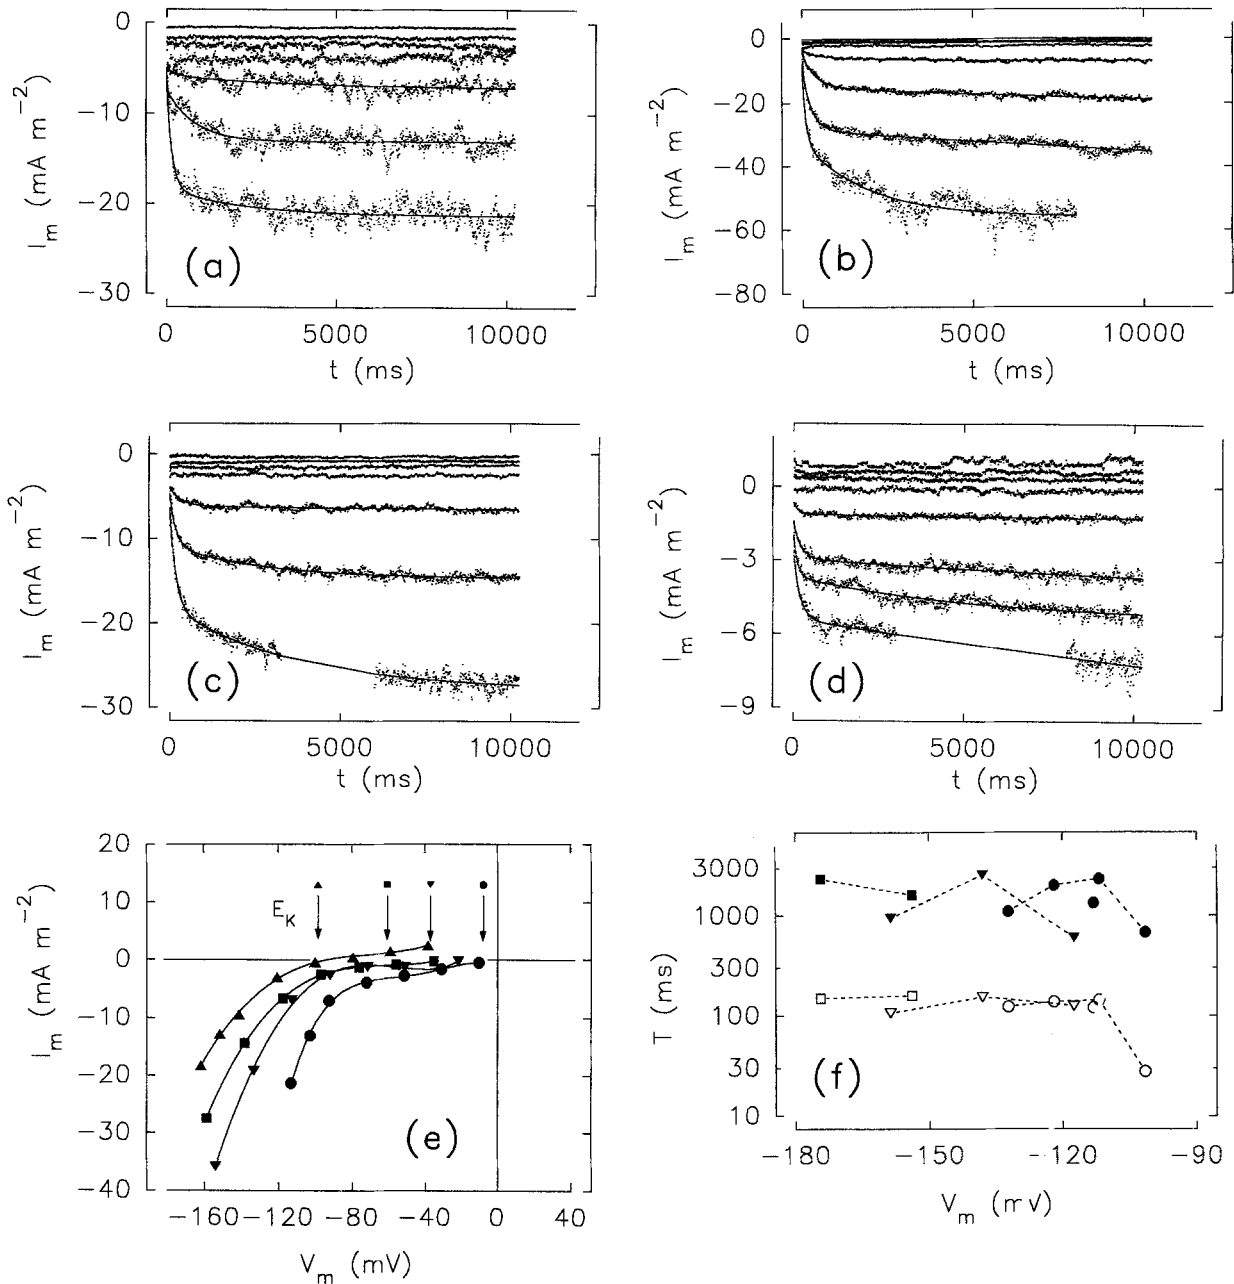 0
−10
−20
−30
I_m (mA m⁻²)
(a)
0 5000 10000
t (ms)
0
−20
−40
−60
−80
I_m (mA m⁻²)
(b)
0 5000 10000
t (ms)
0
−10
−20
−30
I_m (mA m⁻²)
(c)
0 5000 10000
t (ms)
0
−3
−6
−9
I_m (mA m⁻²)
(d)
0 5000 10000
t (ms)
20
10
0
−10
−20
−30
−40
I_m (mA m⁻²)
E_K
(e)
−160 −120 −80 −40 0 40
V_m (mV)
3000
1000
300
100
30
10
T (ms)
(f)
−180 −150 −120 −90
V_m (mV)